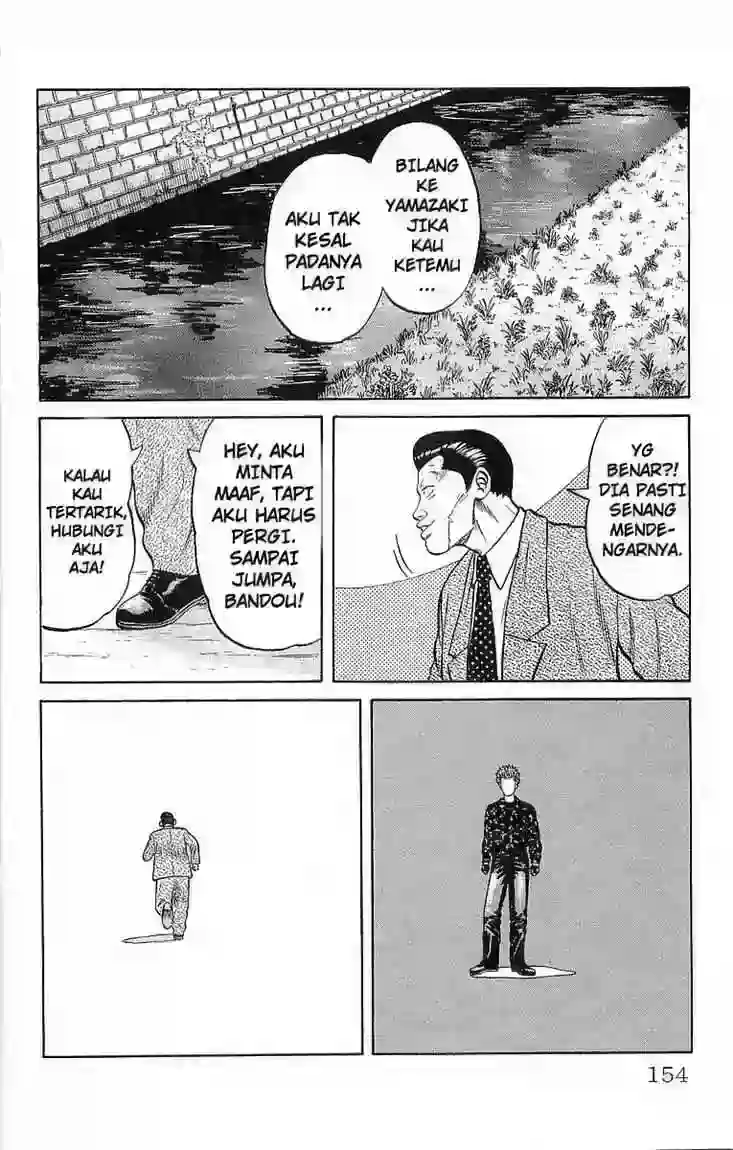 BILANG
KE
YAMAZAKI
JIKA
KAU
KETEMU
...
AKU TAK
KESAL
PADANYA
LAGI
...
YG
BENAR?!
DIA PASTI
SENANG
MENDE-
NGARNYA.
HEY, AKU
MINTA
MAAF, TAPI
AKU HARUS
PERGI.
SAMPAI
JUMPA,
BANDOU!
KALAU
KAU
TERTARIK,
HUBUNGI
AKU
AJA!
154